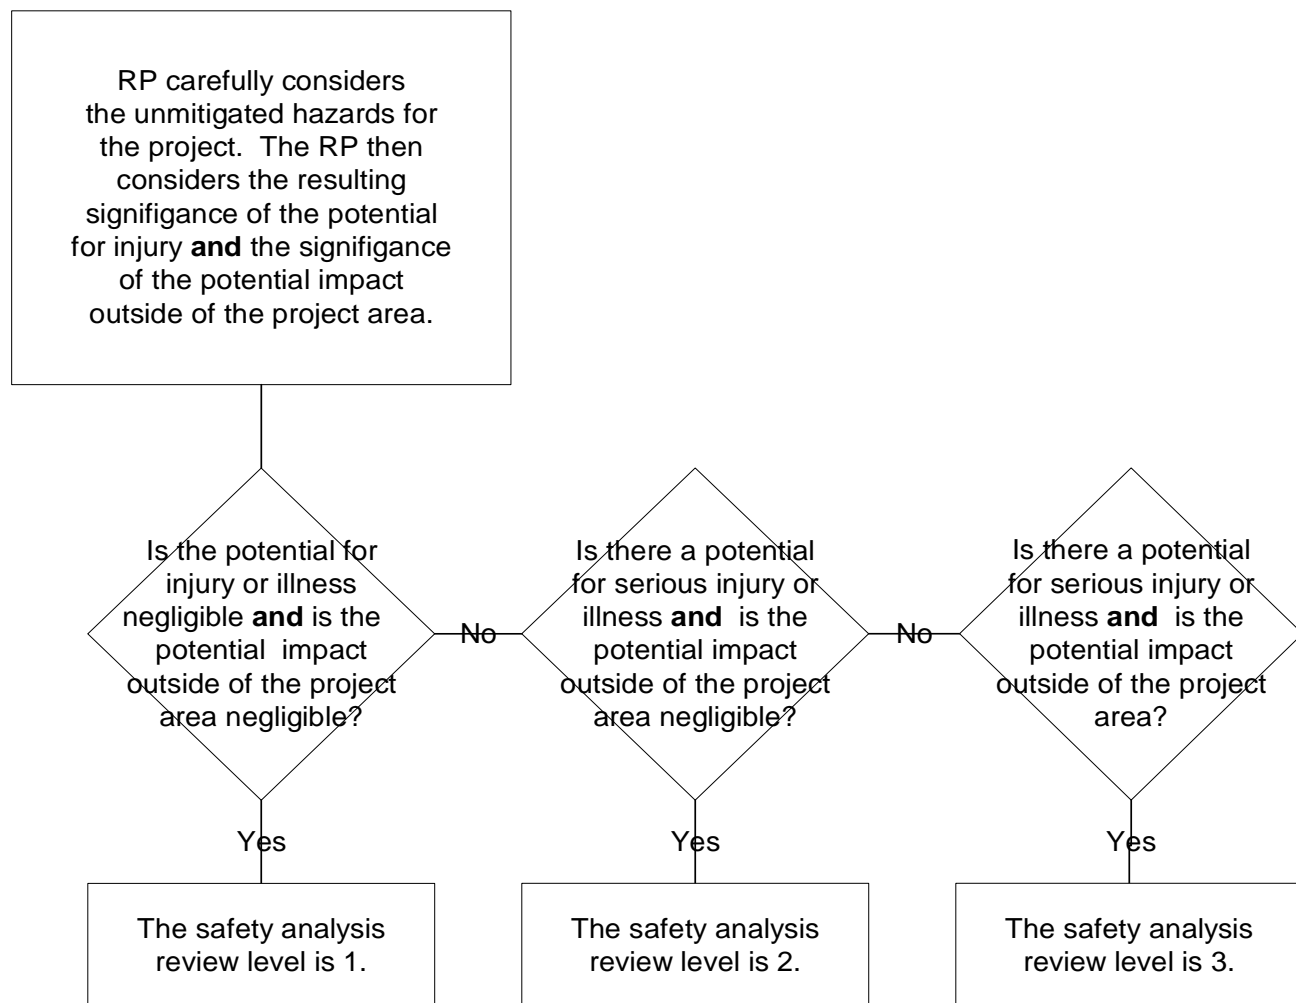 RP carefully considers
the unmitigated hazards for
the project.  The RP then
considers the resulting
signifigance of the potential
for injury and the signifigance
of the potential impact
outside of the project area.
Is the potential for
injury or illness
negligible and is the
potential  impact
outside of the project
area negligible?
No
Is there a potential
for serious injury or
illness and  is the
potential impact
outside of the project
area negligible?
No
Is there a potential
for serious injury or
illness and  is the
potential impact
outside of the project
area?
Yes
Yes
Yes
The safety analysis
review level is 1.
The safety analysis
review level is 2.
The safety analysis
review level is 3.